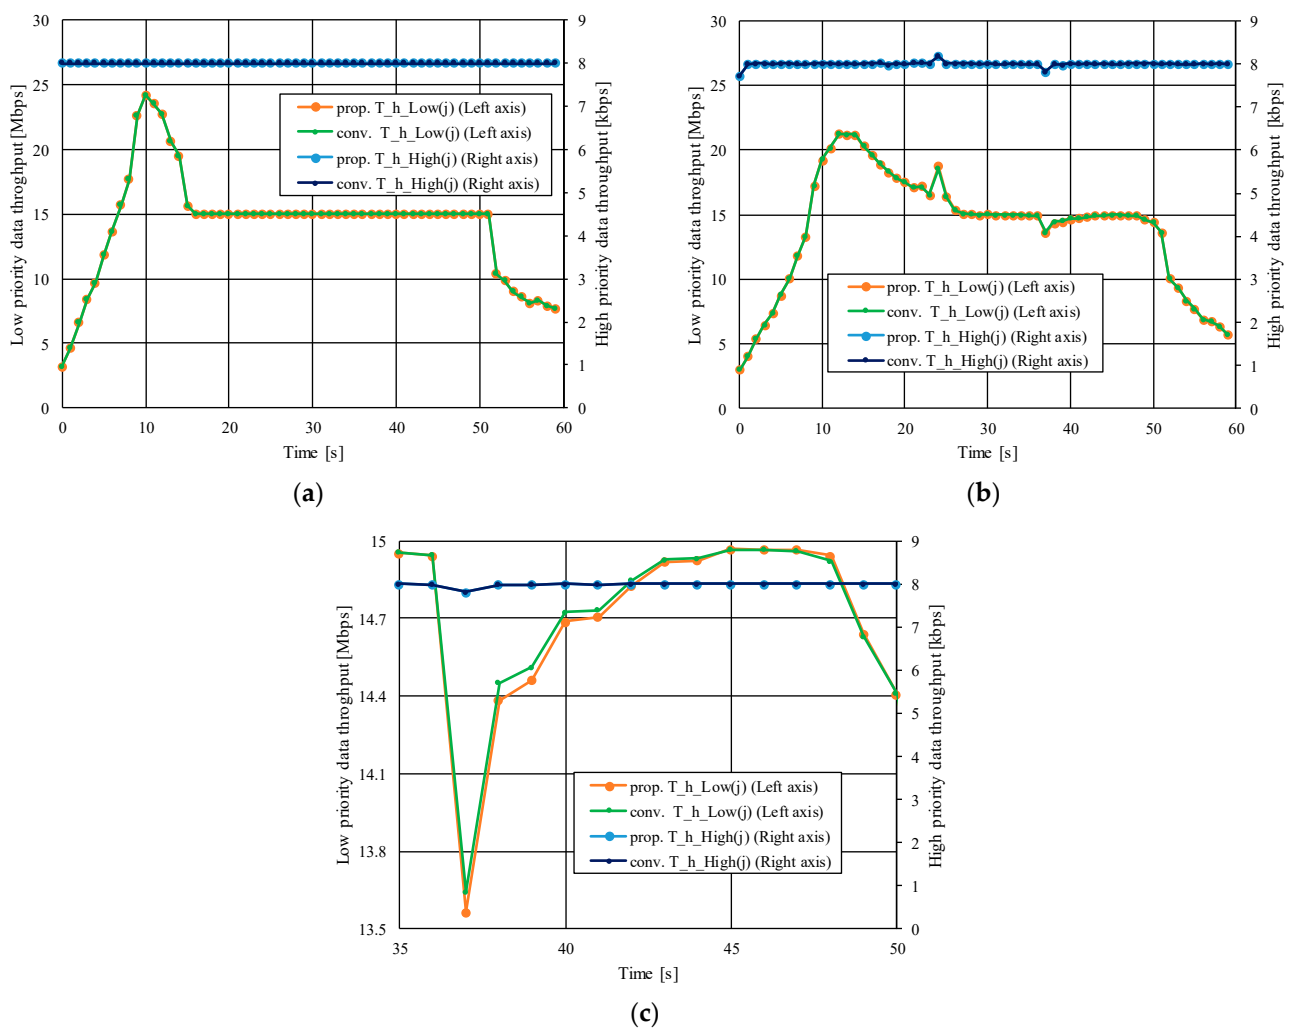 30
25
20
15
10
5
0
9
8
7
6
5
4
3
2
1
0
0 10 20 30 40 50 60
Low priority data throghput [Mbps]
High priority data throughput [kbps]
prop. T_h_Low(j) (Left axis)
conv. T_h_Low(j) (Left axis)
prop. T_h_High(j) (Right axis)
conv. T_h_High(j) (Right axis)
Time [s]
(a)
30
25
20
15
10
5
0
9
8
7
6
5
4
3
2
1
0
0 10 20 30 40 50 60
Low priority data throghput [Mbps]
High priority data throughput [kbps]
prop. T_h_Low(j) (Left axis)
conv. T_h_Low(j) (Left axis)
prop. T_h_High(j) (Right axis)
conv. T_h_High(j) (Right axis)
Time [s]
(b)
15
14.7
14.4
14.1
13.8
13.5
9
8
7
6
5
4
3
2
1
0
35 40 45 50
Low priority data throghput [Mbps]
High priority data throughput [kbps]
prop. T_h_Low(j) (Left axis)
conv. T_h_Low(j) (Left axis)
prop. T_h_High(j) (Right axis)
conv. T_h_High(j) (Right axis)
Time [s]
(c)